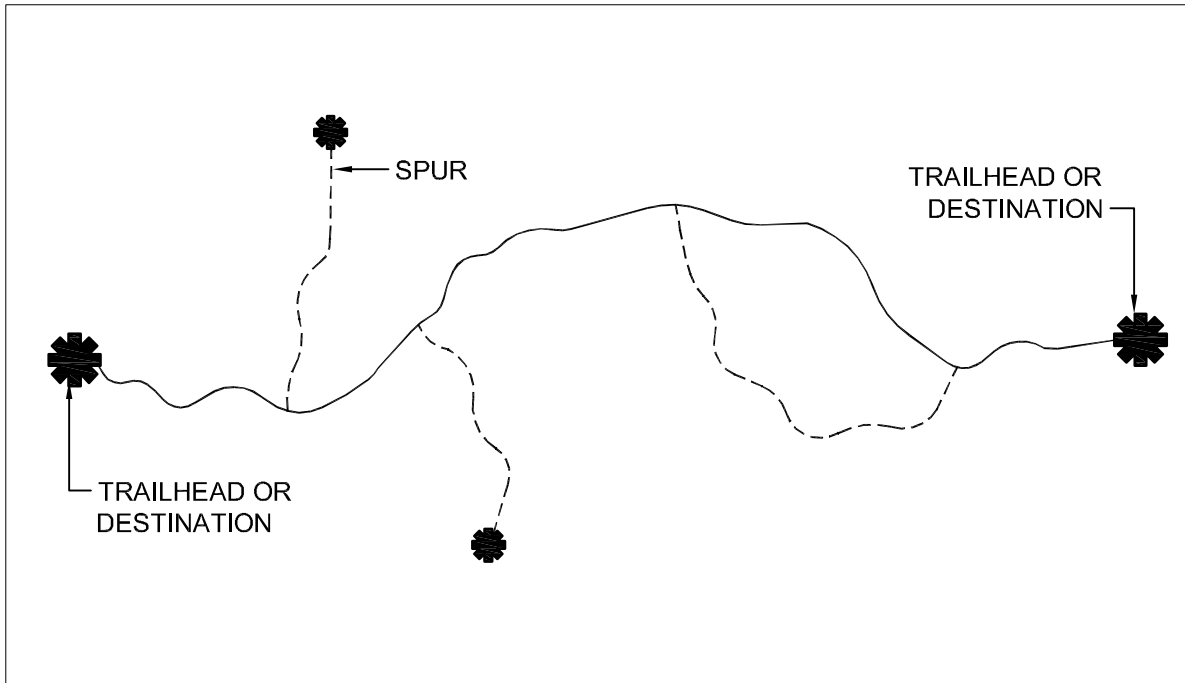 SPUR
TRAILHEAD OR
DESTINATION
TRAILHEAD OR
DESTINATION